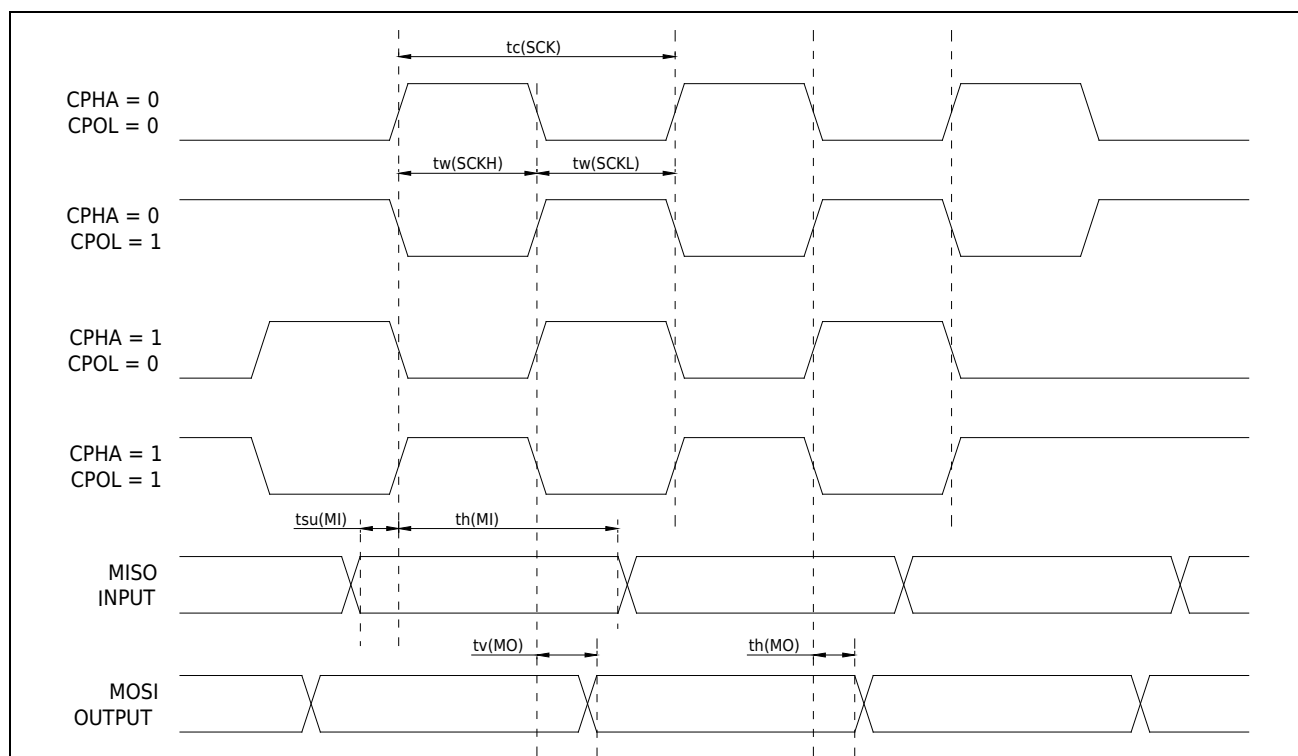 tc(SCK)
CPHA = 0
CPOL = 0
tw(SCKH)
tw(SCKL)
CPHA = 0
CPOL = 1
CPHA = 1
CPOL = 0
CPHA = 1
CPOL = 1
tsu(MI)
th(MI)
MISO
INPUT
tv(MO)
th(MO)
MOSI
OUTPUT